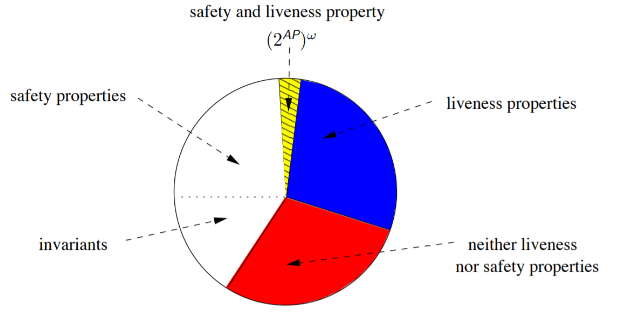 safety and liveness property
(2^{AP})^ω
safety properties
liveness properties
invariants
neither liveness
nor safety properties